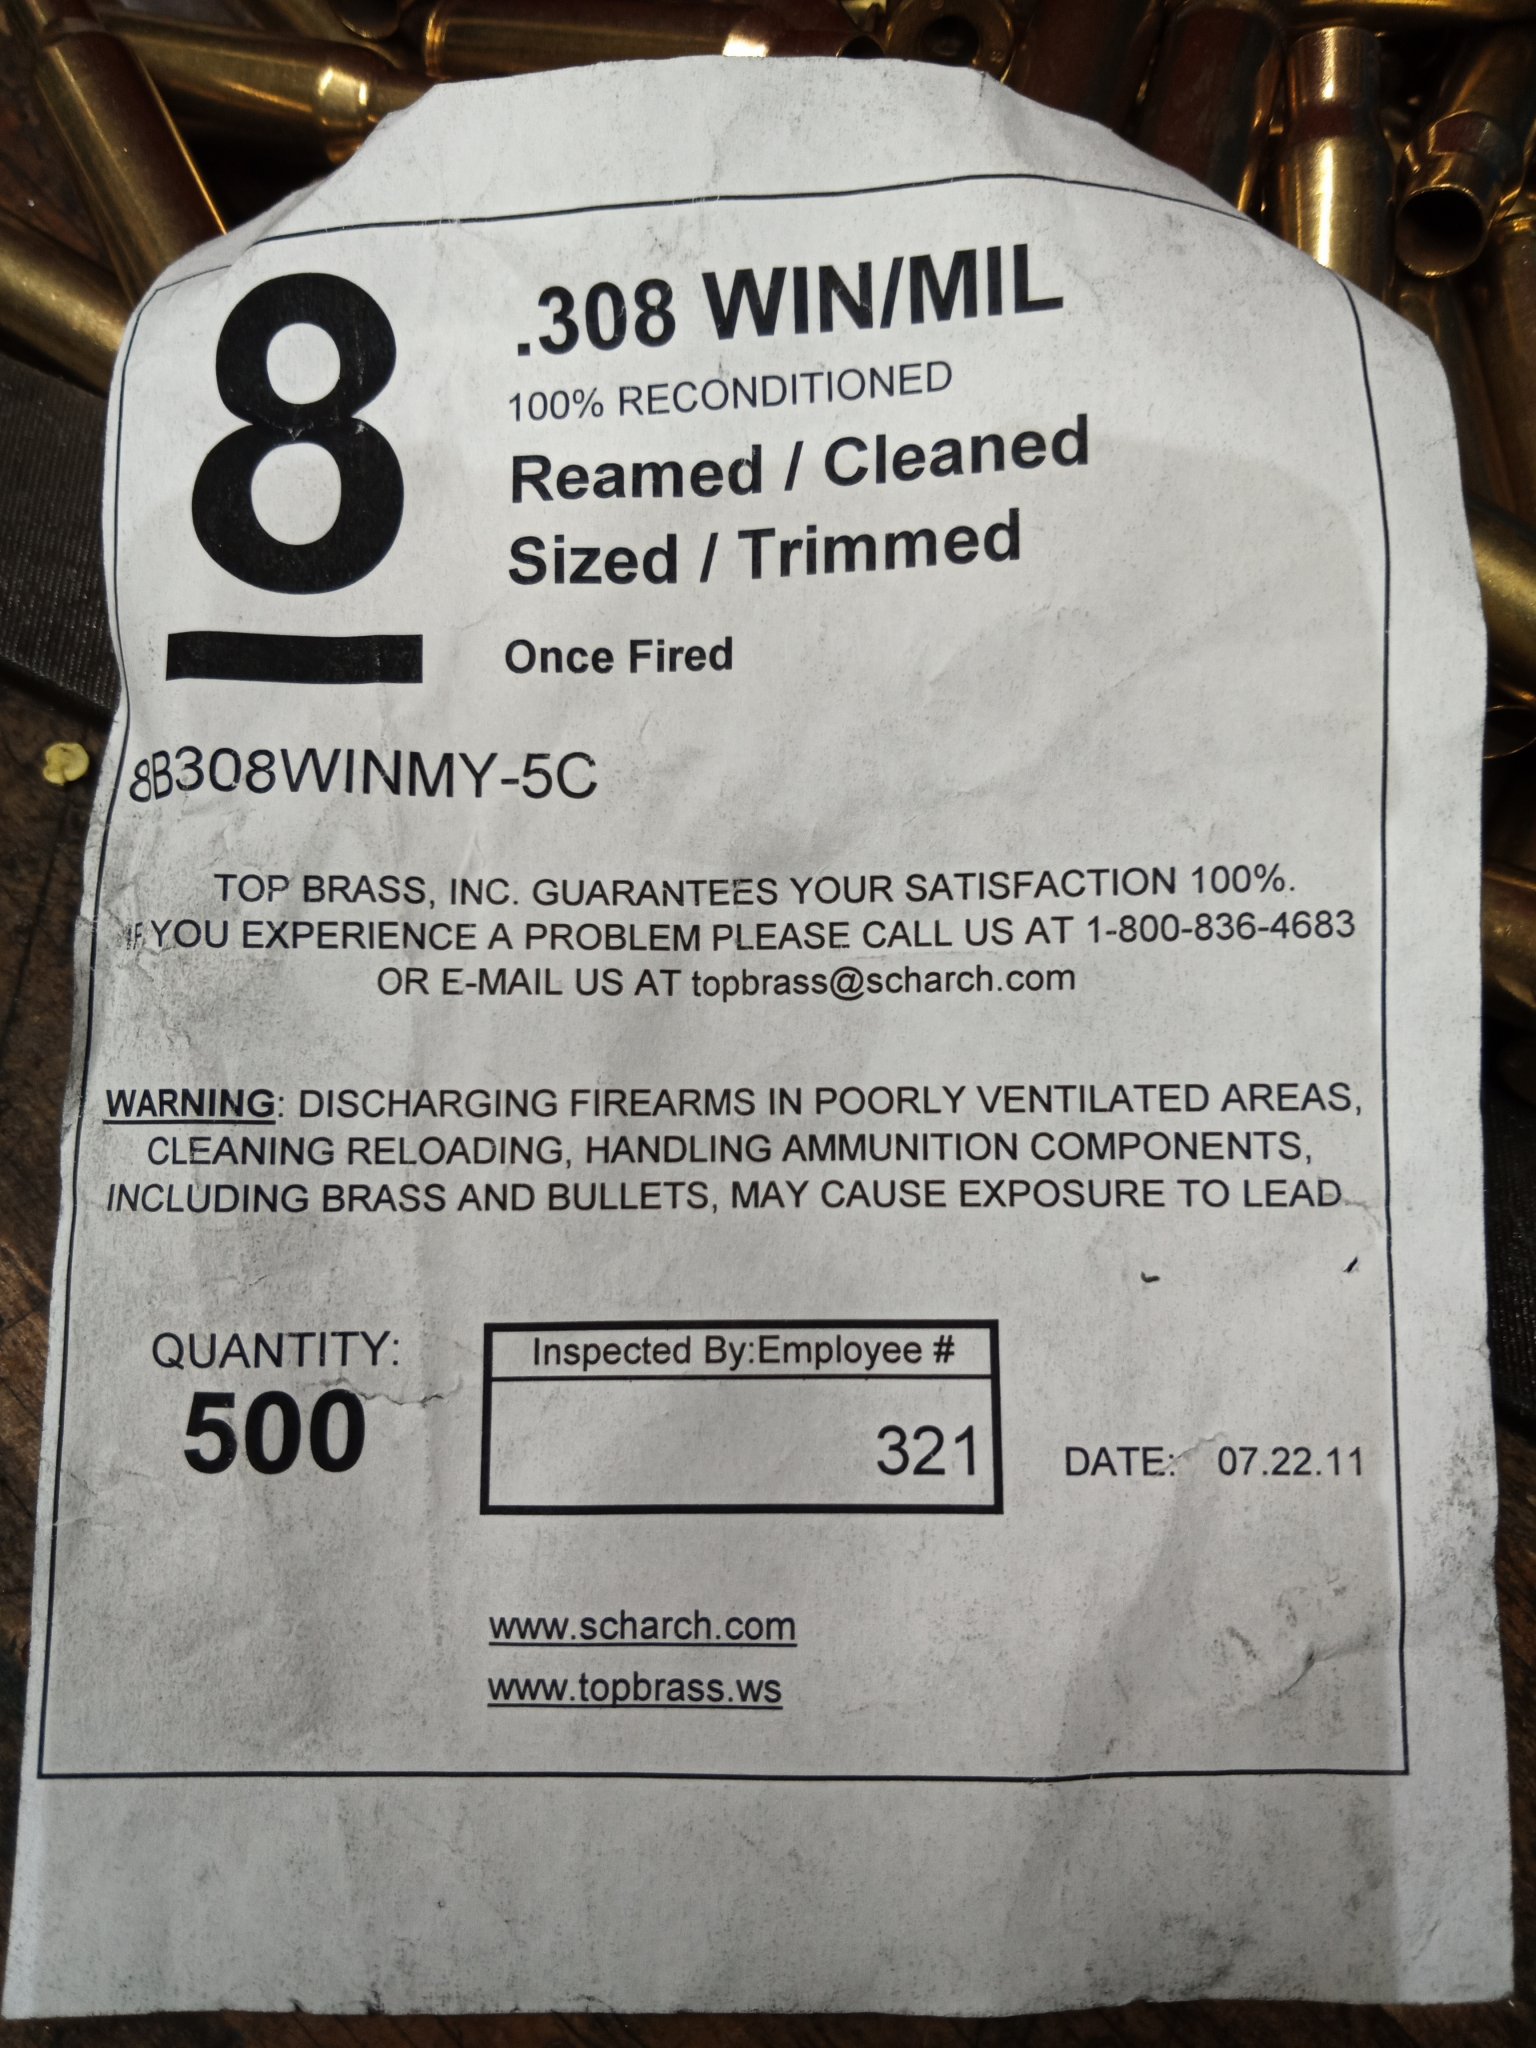 8
.308 WIN/MIL
100% RECONDITIONED
Reamed / Cleaned
Sized / Trimmed
Once Fired
8B308WINMY-5C
TOP BRASS, INC. GUARANTEES YOUR SATISFACTION 100%.
IF YOU EXPERIENCE A PROBLEM PLEASE CALL US AT 1-800-836-4683
OR E-MAIL US AT topbrass@scharch.com
WARNING: DISCHARGING FIREARMS IN POORLY VENTILATED AREAS,
CLEANING RELOADING, HANDLING AMMUNITION COMPONENTS,
INCLUDING BRASS AND BULLETS, MAY CAUSE EXPOSURE TO LEAD
QUANTITY:
500
Inspected By:Employee #
321
DATE: 07.22.11
www.scharch.com
www.topbrass.ws